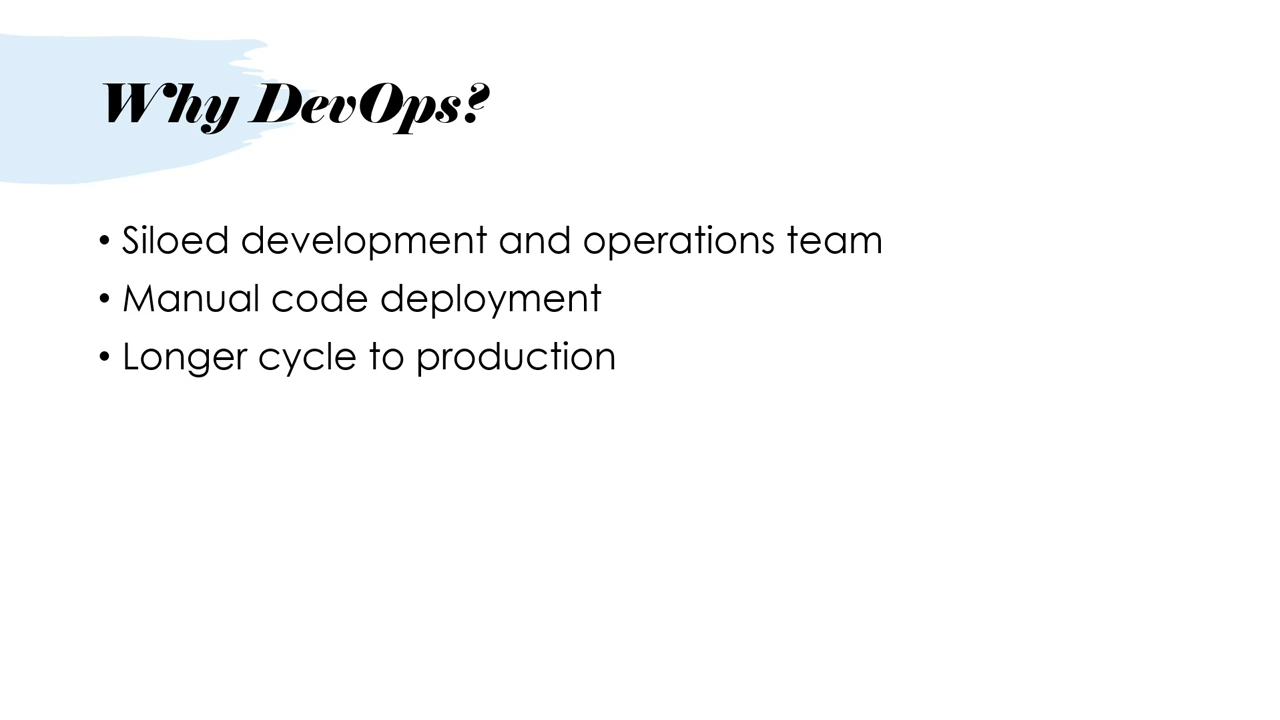 Why DevOps?
• Siloed development and operations team
• Manual code deployment
• Longer cycle to production